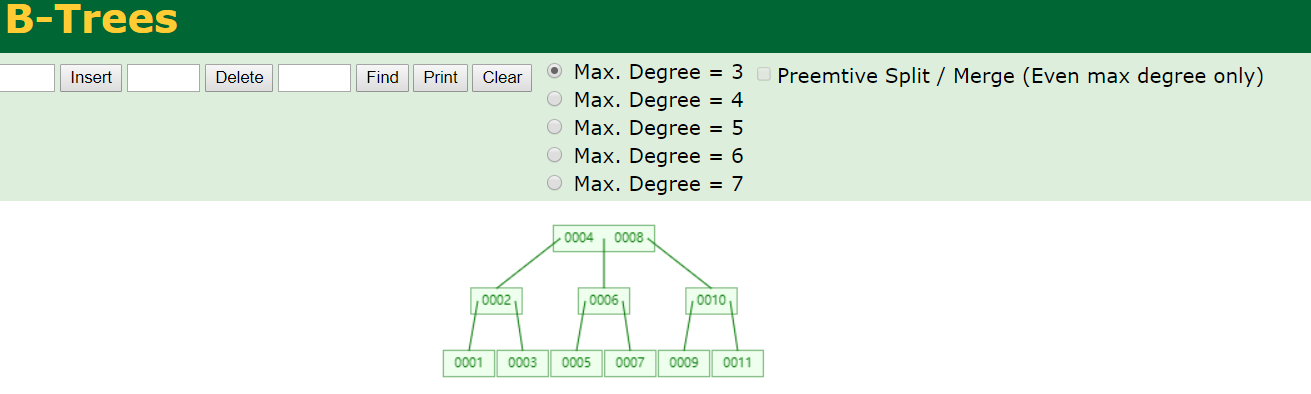 B-Trees
Insert Delete Find Print Clear
Max. Degree = 3
Max. Degree = 4
Max. Degree = 5
Max. Degree = 6
Max. Degree = 7
Preemtive Split / Merge (Even max degree only)
0004 0008
0002 0006 0010
0001 0003 0005 0007 0009 0011